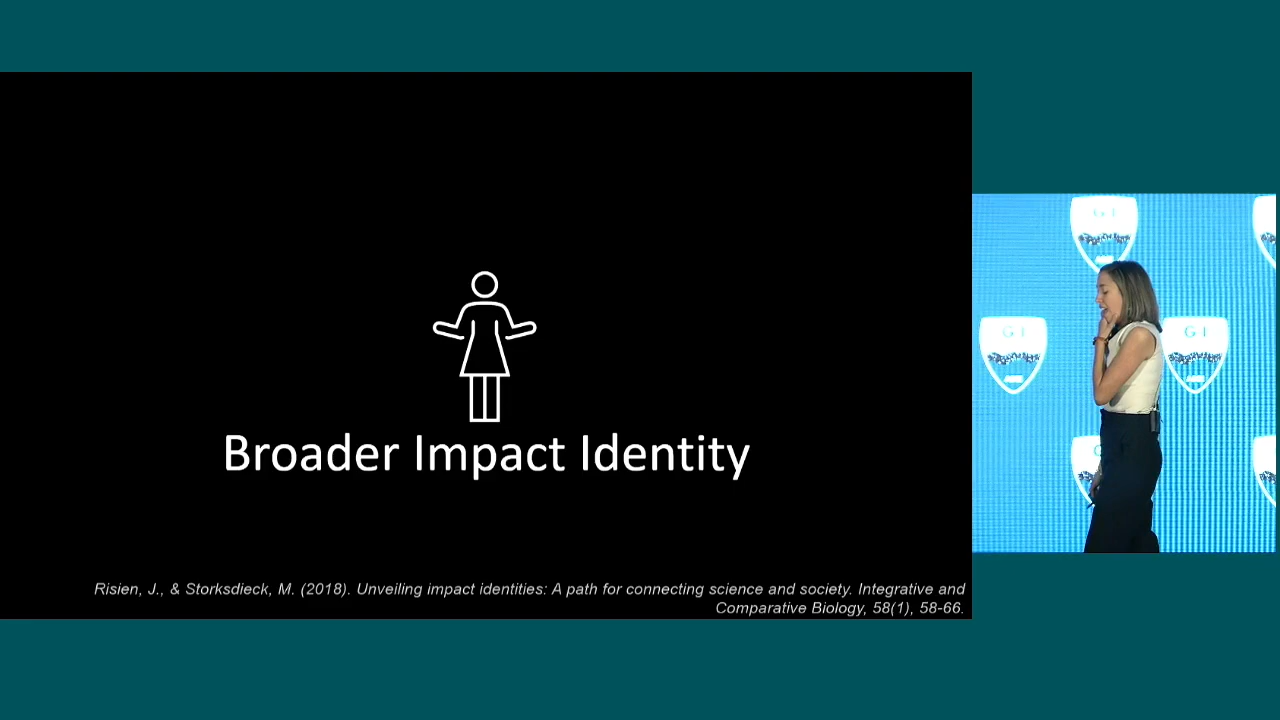 Broader Impact Identity
Risien, J., & Storksdieck, M. (2018). Unveiling impact identities: A path for connecting science and society. Integrative and
Comparative Biology, 58(1), 58-66.
G I
G I
G I